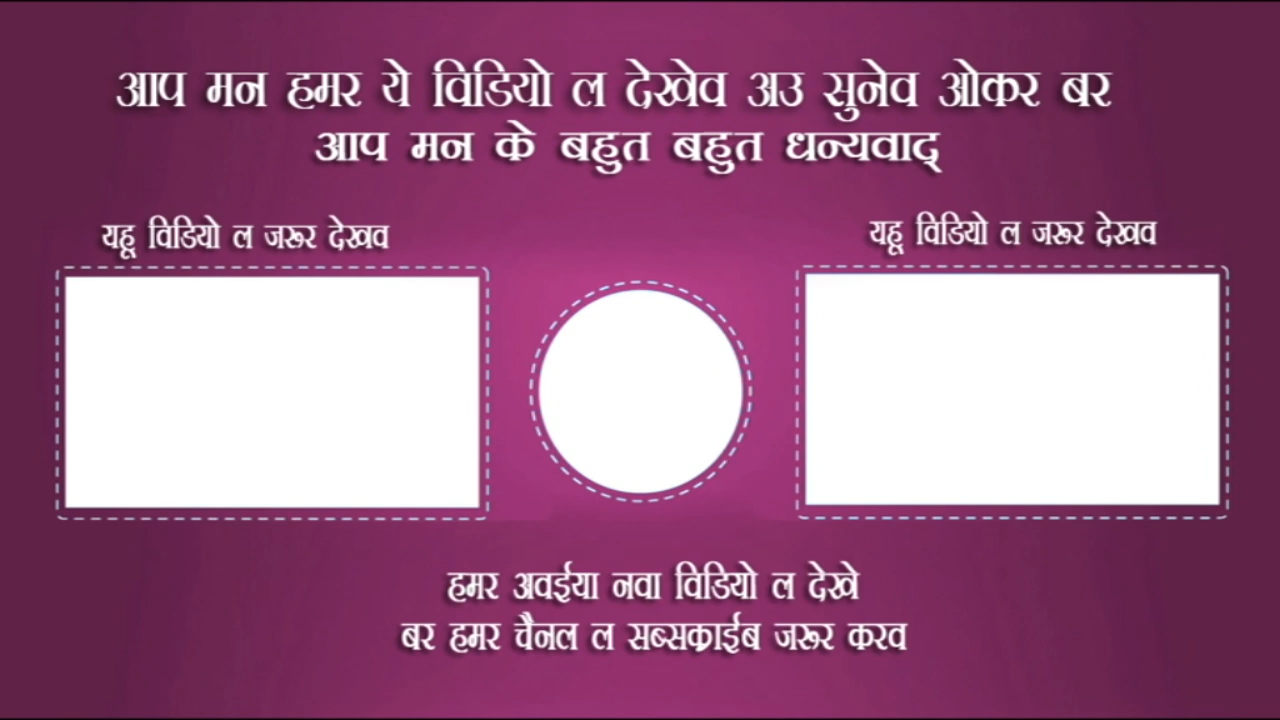 आप मन हमर ये विडियो ल देखेव अउ सुनेव ओकर बर
आप मन के बहुत बहुत धन्यवाद्
यहू विडियो ल जरूर देखव
यहू विडियो ल जरूर देखव
हमर अवईया नवा विडियो ल देखे
बर हमर चैनल ल सब्सक्राईब जरूर करव